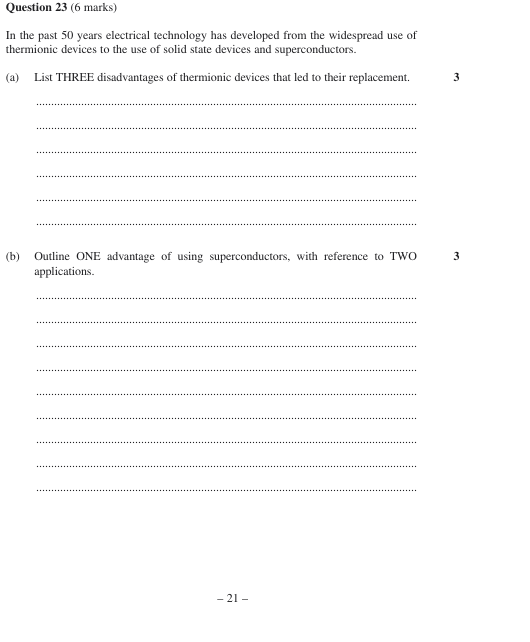 Question 23 (6 marks)
In the past 50 years electrical technology has developed from the widespread use of
thermionic devices to the use of solid state devices and superconductors.
(a) List THREE disadvantages of thermionic devices that led to their replacement. 3
(b) Outline ONE advantage of using superconductors, with reference to TWO 3
applications.
– 21 –